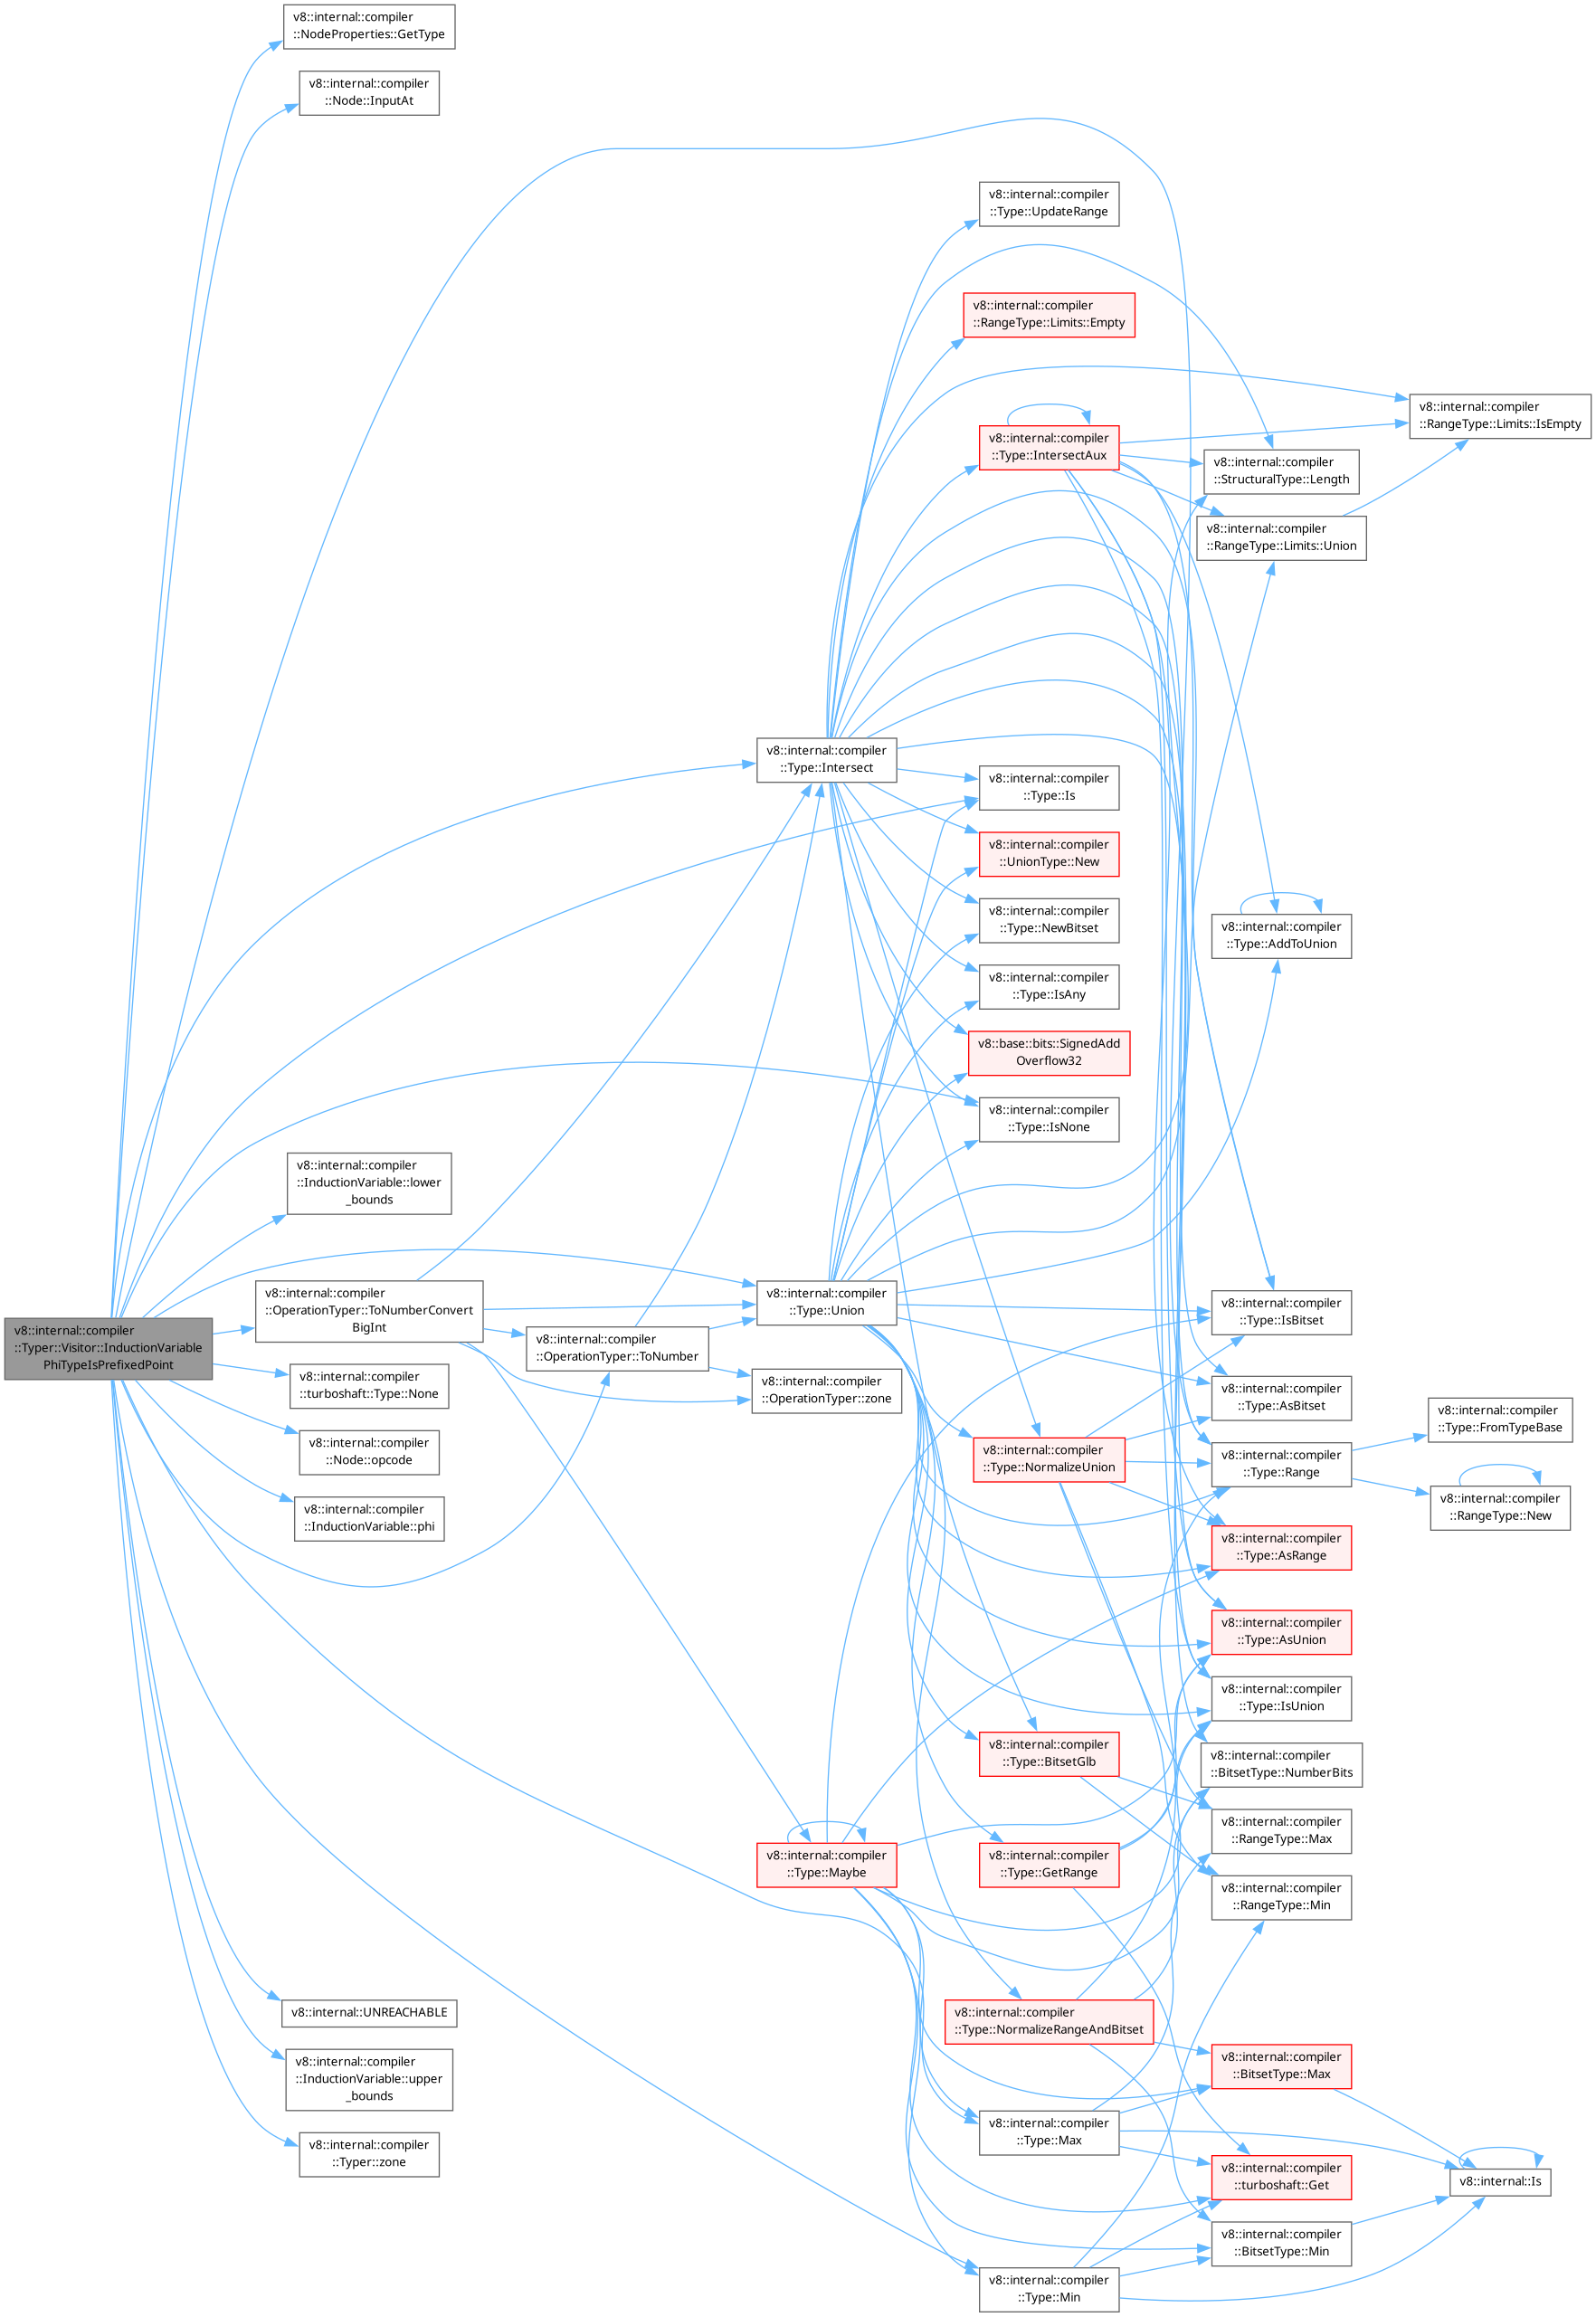 v8::internal::compiler
::NodeProperties::GetType
v8::internal::compiler
::Node::InputAt
v8::internal::compiler
::Type::UpdateRange
v8::internal::compiler
::RangeType::Limits::Empty
v8::internal::compiler
::RangeType::Limits::IsEmpty
v8::internal::compiler
::Type::IntersectAux
v8::internal::compiler
::StructuralType::Length
v8::internal::compiler
::RangeType::Limits::Union
v8::internal::compiler
::Type::Intersect
v8::internal::compiler
::Type::Is
v8::internal::compiler
::UnionType::New
v8::internal::compiler
::Type::NewBitset
v8::internal::compiler
::Type::AddToUnion
v8::internal::compiler
::Type::IsAny
v8::base::bits::SignedAdd
Overflow32
v8::internal::compiler
::Type::IsNone
v8::internal::compiler
::InductionVariable::lower
_bounds
v8::internal::compiler
::OperationTyper::ToNumberConvert
BigInt
v8::internal::compiler
::Type::Union
v8::internal::compiler
::Type::IsBitset
v8::internal::compiler
::Typer::Visitor::InductionVariable
PhiTypeIsPrefixedPoint
v8::internal::compiler
::OperationTyper::ToNumber
v8::internal::compiler
::turboshaft::Type::None
v8::internal::compiler
::OperationTyper::zone
v8::internal::compiler
::Type::AsBitset
v8::internal::compiler
::Type::FromTypeBase
v8::internal::compiler
::Node::opcode
v8::internal::compiler
::Type::NormalizeUnion
v8::internal::compiler
::Type::Range
v8::internal::compiler
::RangeType::New
v8::internal::compiler
::InductionVariable::phi
v8::internal::compiler
::Type::AsRange
v8::internal::compiler
::Type::AsUnion
v8::internal::compiler
::Type::IsUnion
v8::internal::compiler
::Type::BitsetGlb
v8::internal::compiler
::BitsetType::NumberBits
v8::internal::compiler
::RangeType::Max
v8::internal::compiler
::Type::Maybe
v8::internal::compiler
::Type::GetRange
v8::internal::compiler
::RangeType::Min
v8::internal::UNREACHABLE
v8::internal::compiler
::Type::NormalizeRangeAndBitset
v8::internal::compiler
::InductionVariable::upper
_bounds
v8::internal::compiler
::BitsetType::Max
v8::internal::compiler
::Typer::zone
v8::internal::compiler
::Type::Max
v8::internal::compiler
::turboshaft::Get
v8::internal::Is
v8::internal::compiler
::BitsetType::Min
v8::internal::compiler
::Type::Min